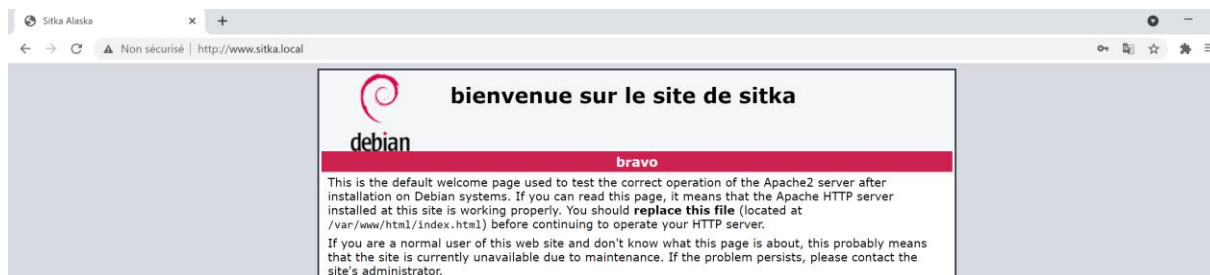 Sitka Alaska
Non sécurisé | http://www.sitka.local
bienvenue sur le site de sitka
debian
bravo
This is the default welcome page used to test the correct operation of the Apache2 server after
installation on Debian systems. If you can read this page, it means that the Apache HTTP server
installed at this site is working properly. You should replace this file (located at
/var/www/html/index.html) before continuing to operate your HTTP server.
If you are a normal user of this web site and don't know what this page is about, this probably means
that the site is currently unavailable due to maintenance. If the problem persists, please contact the
site's administrator.